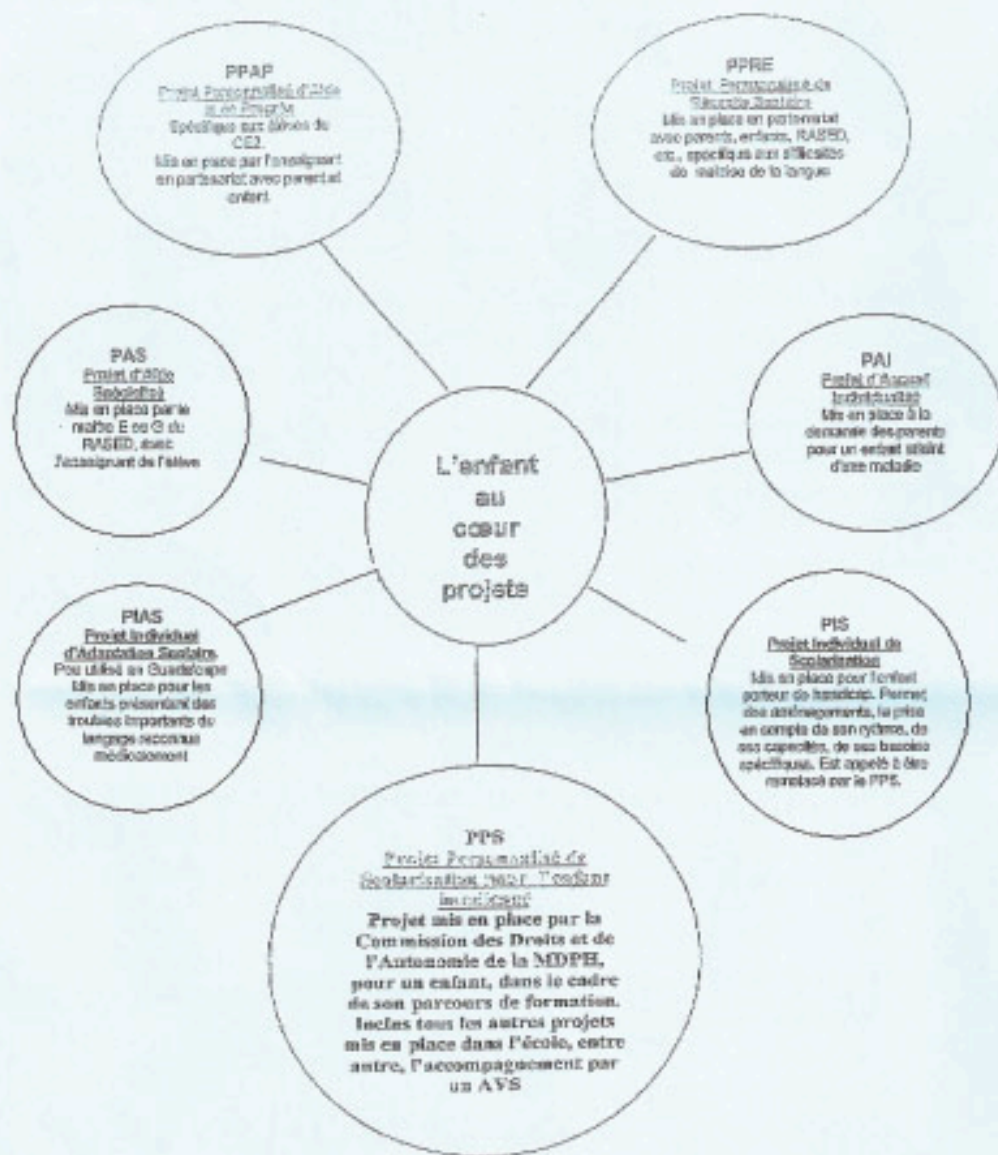 PPAP
Projet Personnalisé d'Aide
et de Progrès
Spécifique aux élèves de
CE2.
Mis en place par l'enseignant
en partenariat avec parent et
enfant
PPRE
Projet Personnalisé de
Réussite Scolaire
Mis en place en partenariat
avec parents, enfants, RASED,
etc., spécifique aux difficultés
de maîtrise de la langue
PAS
Projet d'Aide
Spécialisé
Mis en place par le
maître E ou G du
RASED, avec
l'enseignant de l'élève
PAI
Projet d'Accueil
Individualisé
Mis en place à la
demande des parents
pour un enfant atteint
d'une maladie
L'enfant
au
cœur
des
projets
PIAS
Projet Individuel
d'Adaptation Scolaire
Peu utilisé en Guadeloupe
Mis en place pour les
enfants présentant des
troubles importants du
langage reconnus
médicalement
PIS
Projet Individuel de
Scolarisation
Mis en place pour l'enfant
porteur de handicap. Permet
des aménagements, la prise
en compte de son rythme, de
ses capacités, de ses besoins
spécifiques. Est appelé à être
remplacé par le PPS.
PPS
Projet Personnalisé de
Scolarisation pour l'enfant
handicapé
Projet mis en place par la
Commission des Droits et de
l'Autonomie de la MDPH,
pour un enfant, dans le cadre
de son parcours de formation.
Inclus tous les autres projets
mis en place dans l'école, entre
autre, l'accompagnement par
un AVS